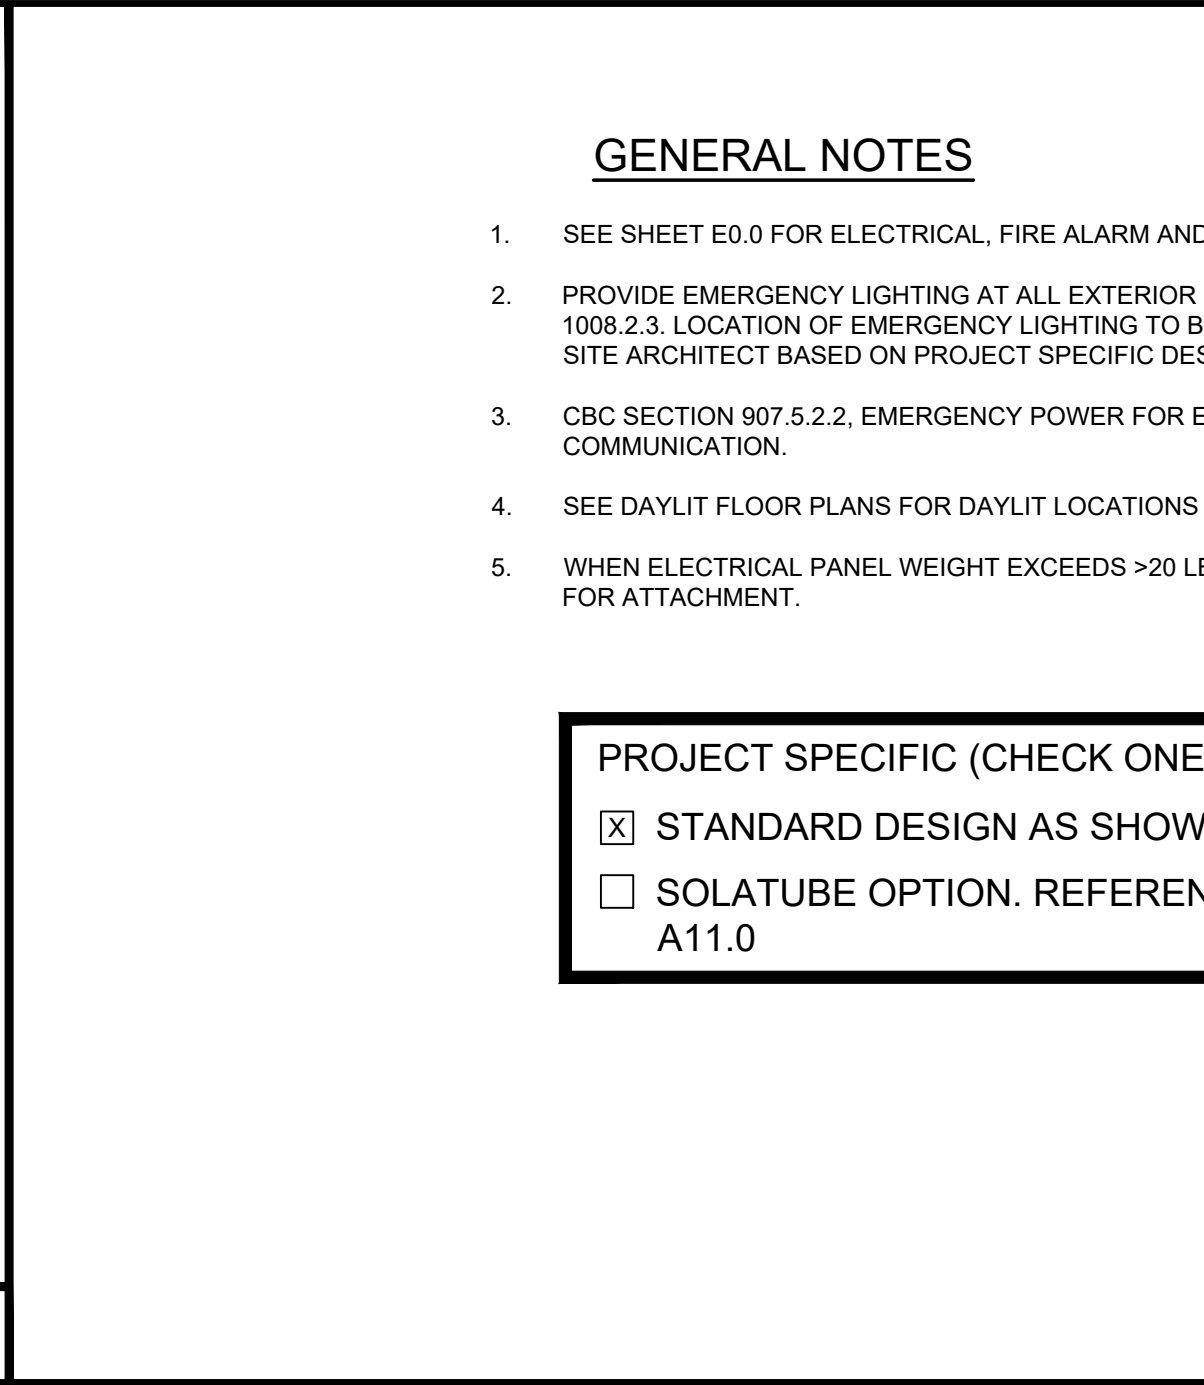 GENERAL NOTES
1. SEE SHEET E0.0 FOR ELECTRICAL, FIRE ALARM AND
2. PROVIDE EMERGENCY LIGHTING AT ALL EXTERIOR
1008.2.3. LOCATION OF EMERGENCY LIGHTING TO B
SITE ARCHITECT BASED ON PROJECT SPECIFIC DES
3. CBC SECTION 907.5.2.2, EMERGENCY POWER FOR E
COMMUNICATION.
4. SEE DAYLIT FLOOR PLANS FOR DAYLIT LOCATIONS
5. WHEN ELECTRICAL PANEL WEIGHT EXCEEDS >20 LB
FOR ATTACHMENT.
PROJECT SPECIFIC (CHECK ONE
X STANDARD DESIGN AS SHOW
SOLATUBE OPTION. REFEREN
A11.0